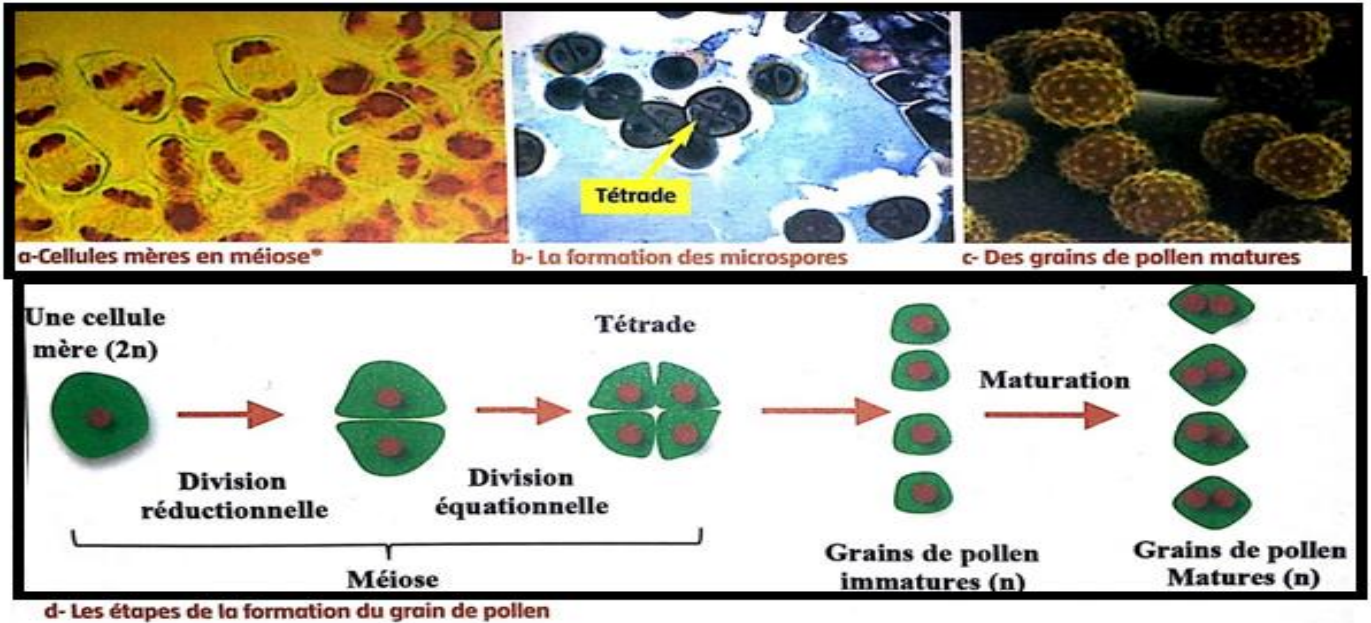 Tétrade
a-Cellules mères en méiose*
b- La formation des microspores
c- Des grains de pollen matures
Une cellule
mère (2n)
Tétrade
Maturation
Division
réductionnelle
Division
équationnelle
Méiose
Grains de pollen
immatures (n)
Grains de pollen
Matures (n)
d- Les étapes de la formation du grain de pollen